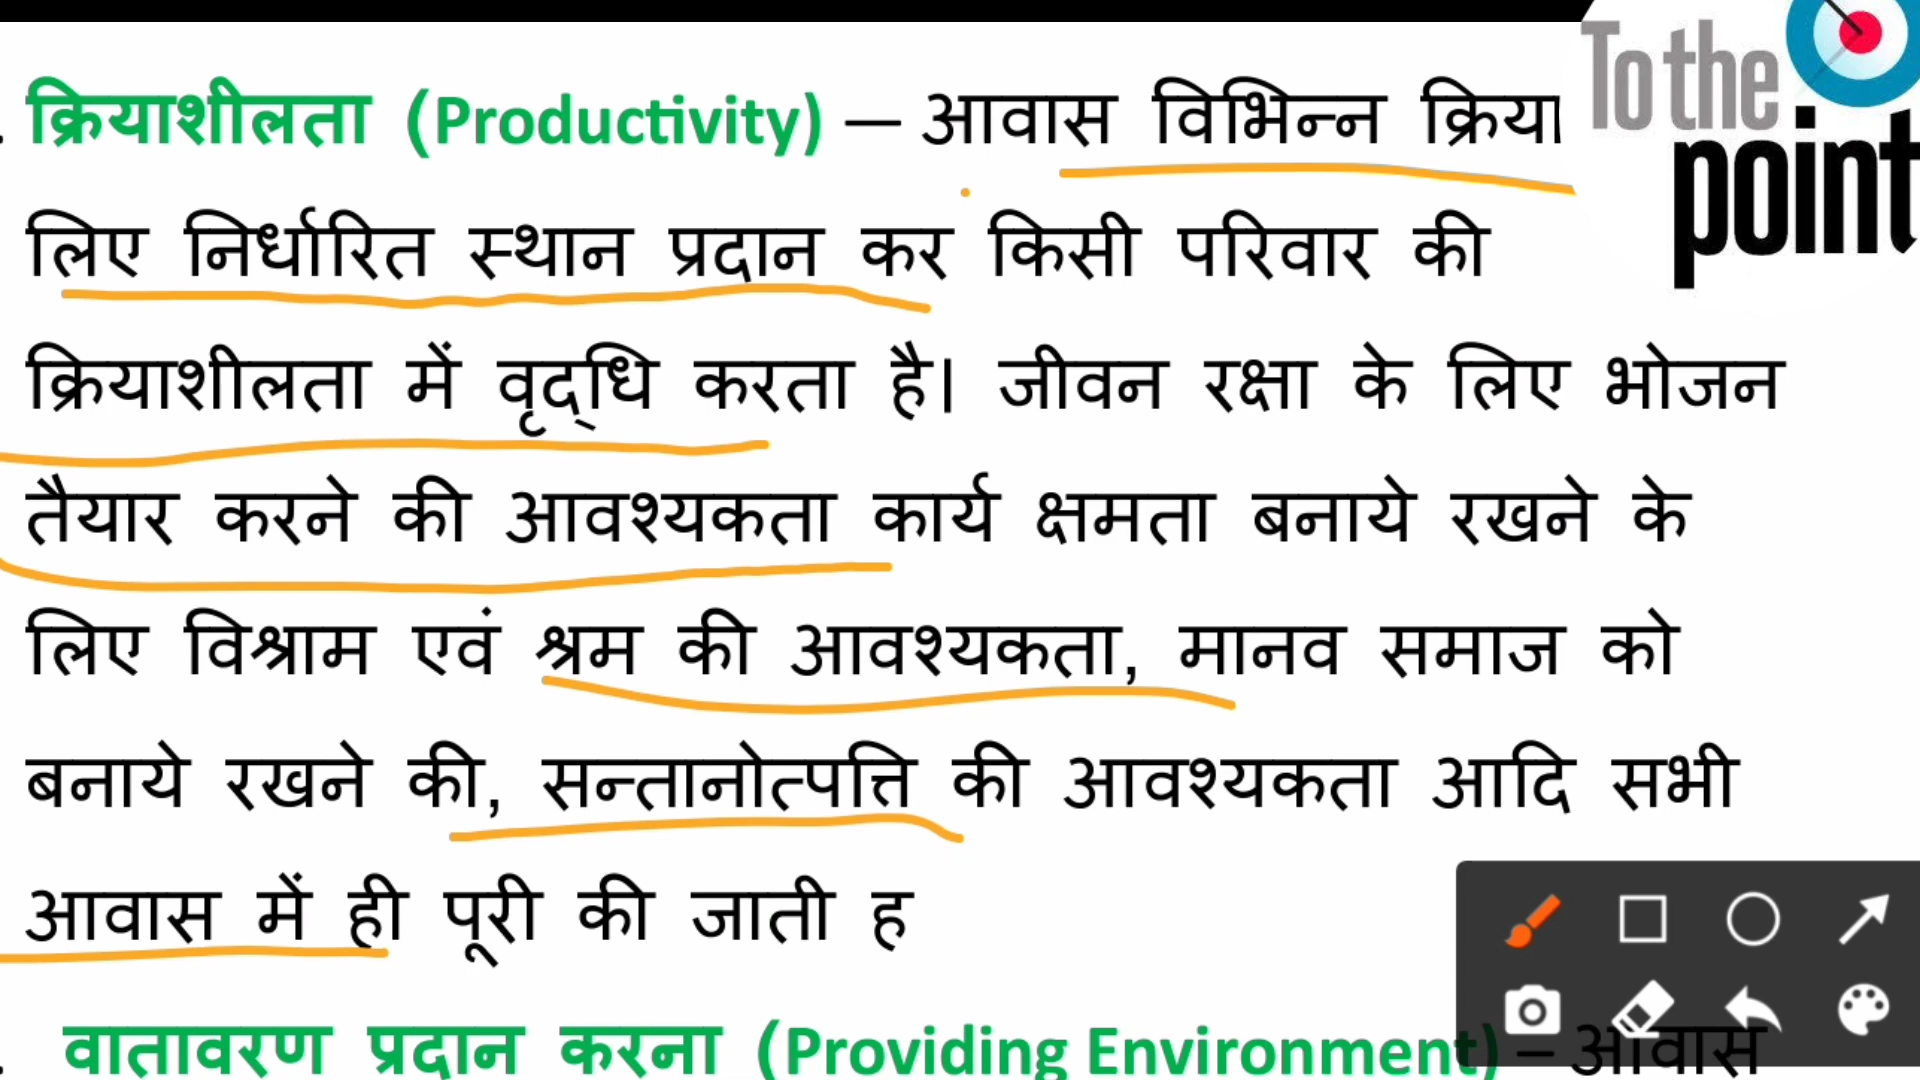 To the point
. क्रियाशीलता (Productivity) — आवास विभिन्न क्रिया
लिए निर्धारित स्थान प्रदान कर किसी परिवार की
क्रियाशीलता में वृद्धि करता है। जीवन रक्षा के लिए भोजन
तैयार करने की आवश्यकता कार्य क्षमता बनाये रखने के
लिए विश्राम एवं श्रम की आवश्यकता, मानव समाज को
बनाये रखने की, सन्तानोत्पत्ति की आवश्यकता आदि सभी
आवास में ही पूरी की जाती ह
. वातावरण प्रदान करना (Providing Environment) – आवास